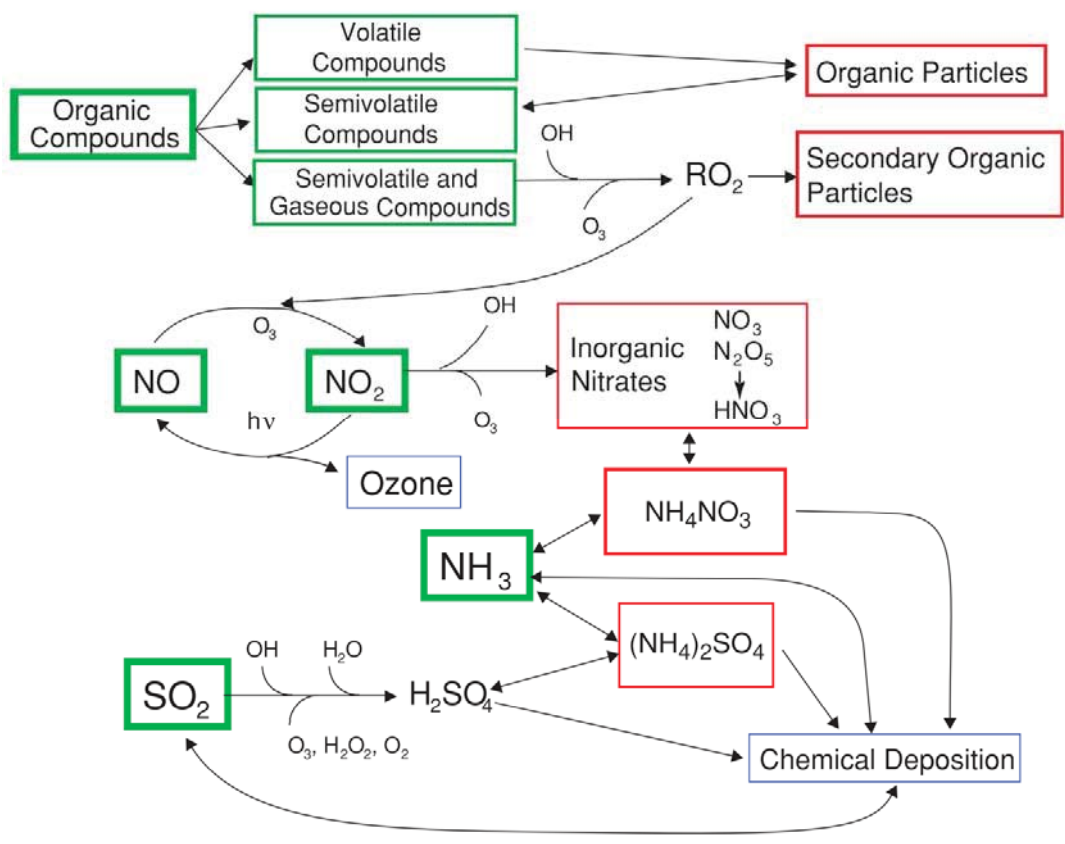 Volatile
Compounds
Organic Particles
Organic
Compounds
Semivolatile
Compounds
OH
Secondary Organic
Particles
Semivolatile and
Gaseous Compounds
RO₂
O₃
OH
O₃
NO₃
Inorganic
Nitrates
N₂O₅
HNO₃
NO
NO₂
O₃
hν
Ozone
NH₄NO₃
NH₃
(NH₄)₂SO₄
OH
H₂O
SO₂
H₂SO₄
O₃, H₂O₂, O₂
Chemical Deposition